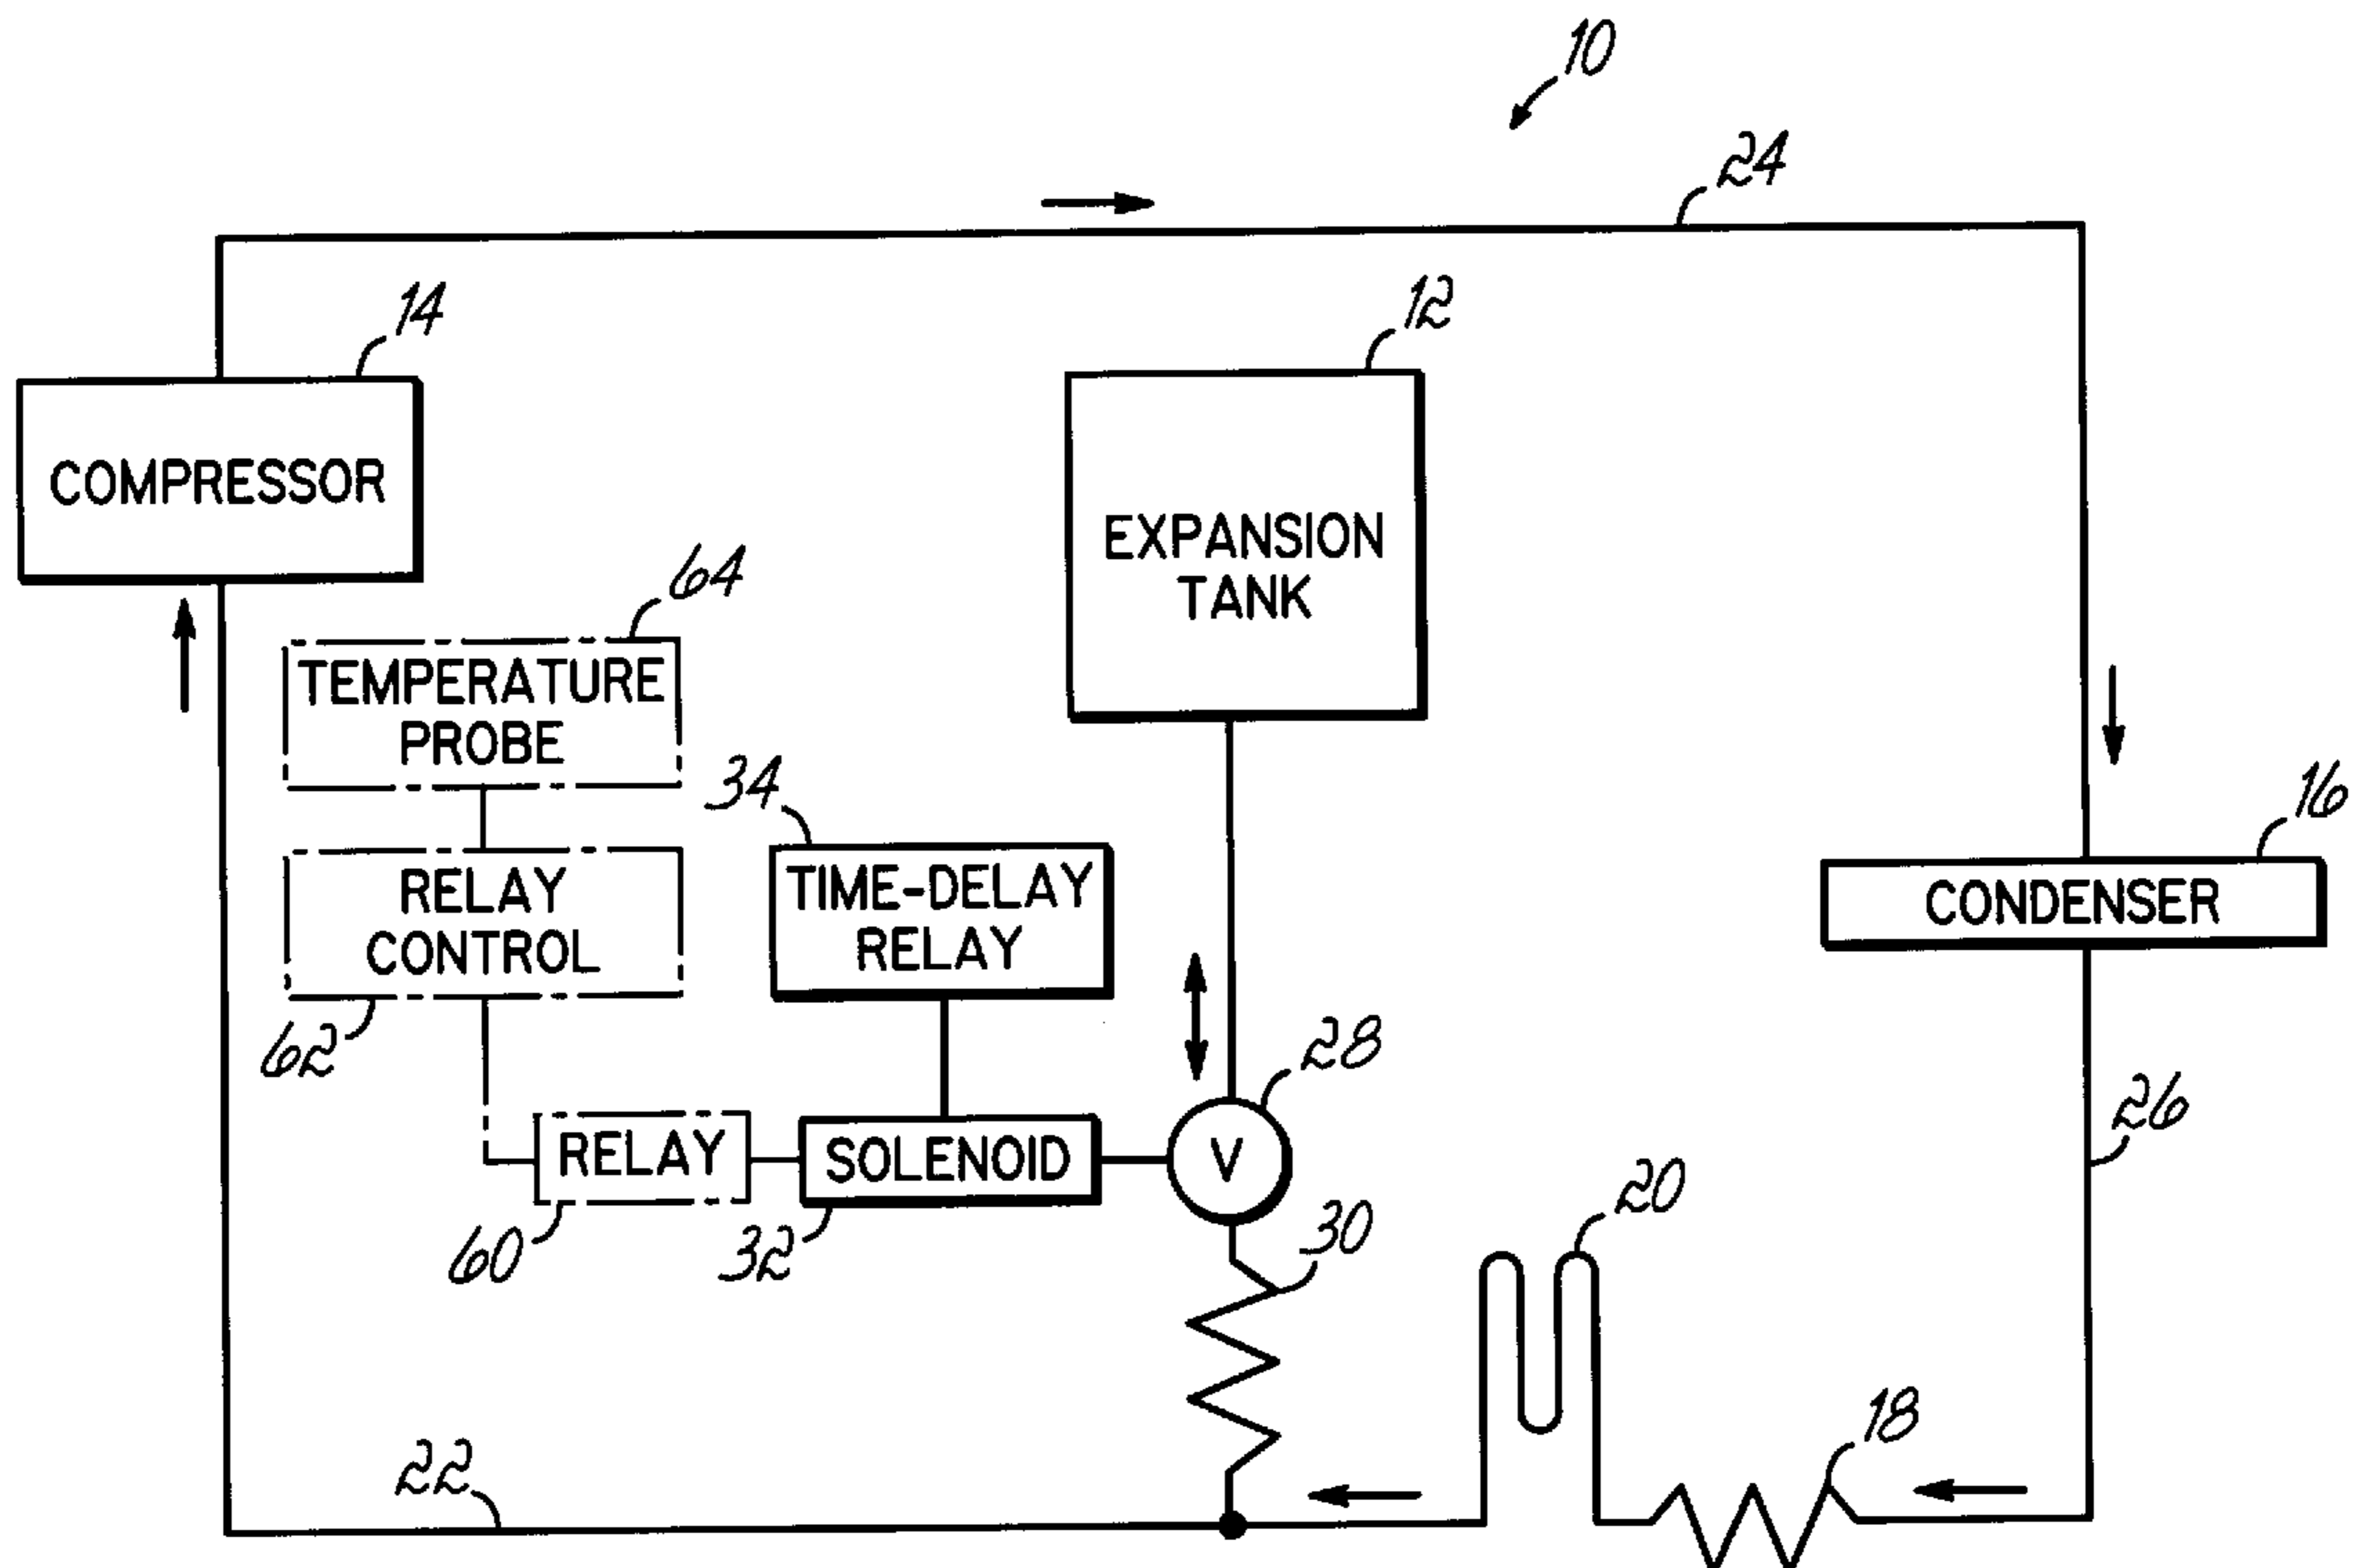 10
24
14
12
COMPRESSOR
EXPANSION
TANK
64
TEMPERATURE
PROBE
34
16
RELAY
CONTROL
TIME-DELAY
RELAY
CONDENSER
62
28
26
RELAY
SOLENOID
V
60
32
30
20
18
22